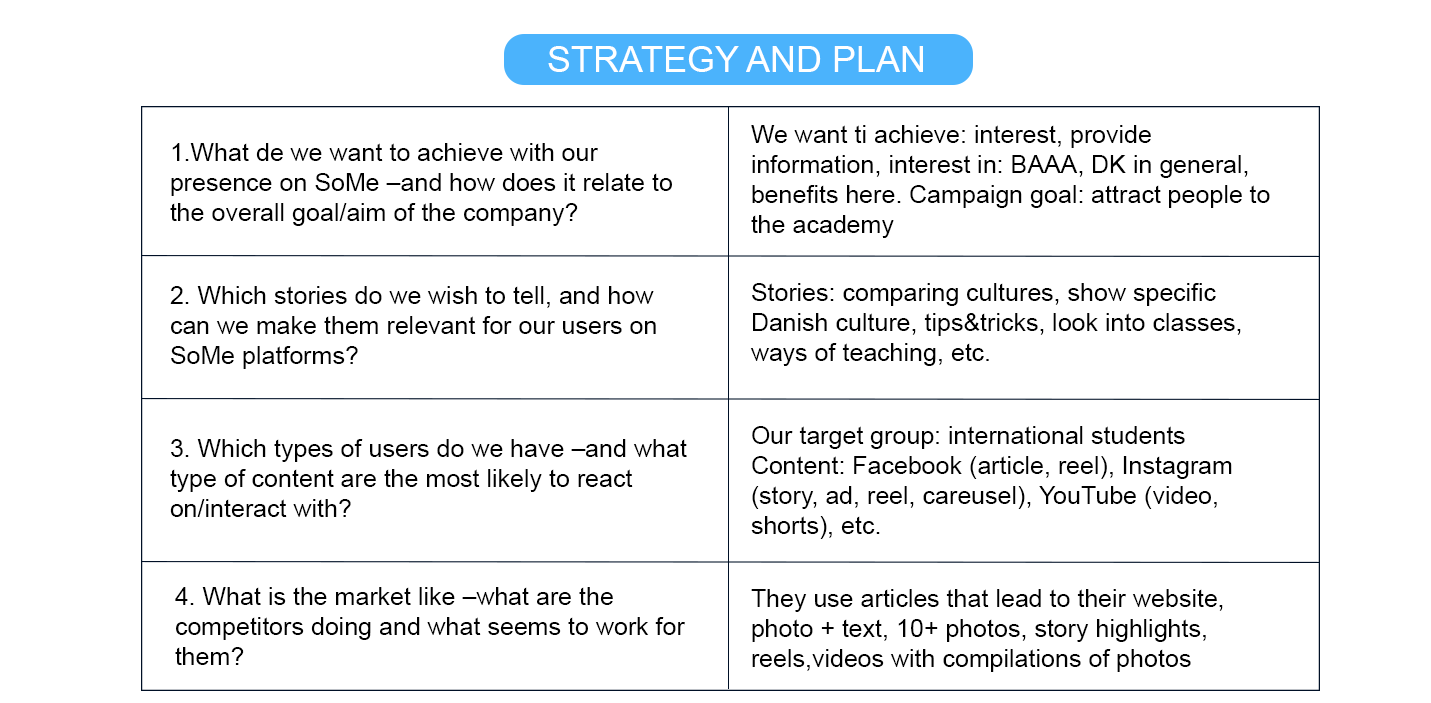 STRATEGY AND PLAN
1.What de we want to achieve with our
presence on SoMe –and how does it relate to
the overall goal/aim of the company?
We want ti achieve: interest, provide
information, interest in: BAAA, DK in general,
benefits here. Campaign goal: attract people to
the academy
2. Which stories do we wish to tell, and how
can we make them relevant for our users on
SoMe platforms?
Stories: comparing cultures, show specific
Danish culture, tips&tricks, look into classes,
ways of teaching, etc.
3. Which types of users do we have –and what
type of content are the most likely to react
on/interact with?
Our target group: international students
Content: Facebook (article, reel), Instagram
(story, ad, reel, careusel), YouTube (video,
shorts), etc.
4. What is the market like –what are the
competitors doing and what seems to work for
them?
They use articles that lead to their website,
photo + text, 10+ photos, story highlights,
reels,videos with compilations of photos